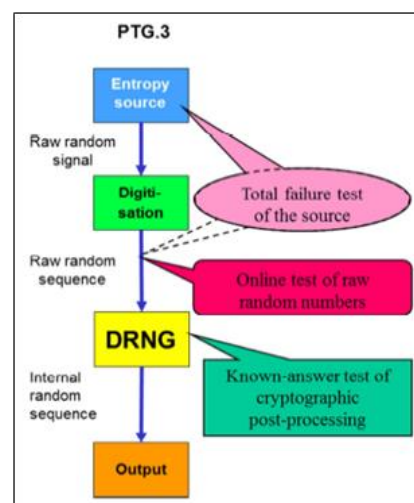 PTG.3
Entropy
source
Raw random
signal
Digiti-
sation
Total failure test
of the source
Raw random
sequence
Online test of raw
random numbers
DRNG
Known-answer test of
cryptographic
post-processing
Internal
random
sequence
Output